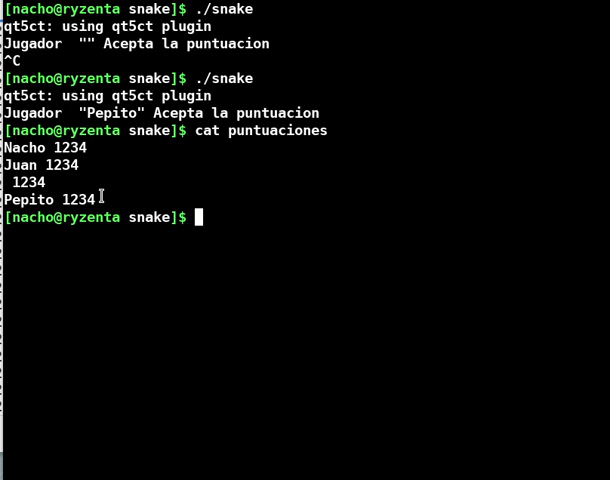 [nacho@ryzenta snake]$ ./snake
qt5ct: using qt5ct plugin
Jugador  "" Acepta la puntuacion
^C
[nacho@ryzenta snake]$ ./snake
qt5ct: using qt5ct plugin
Jugador  "Pepito" Acepta la puntuacion
[nacho@ryzenta snake]$ cat puntuaciones
Nacho 1234
Juan 1234
 1234
Pepito 1234
[nacho@ryzenta snake]$